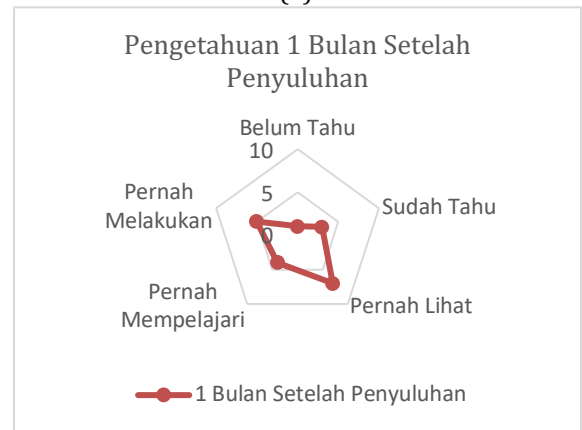 Pengetahuan 1 Bulan Setelah
Penyuluhan
Belum Tahu
10
5
0
Sudah Tahu
Pernah Lihat
Pernah
Mempelajari
Pernah
Melakukan
1 Bulan Setelah Penyuluhan